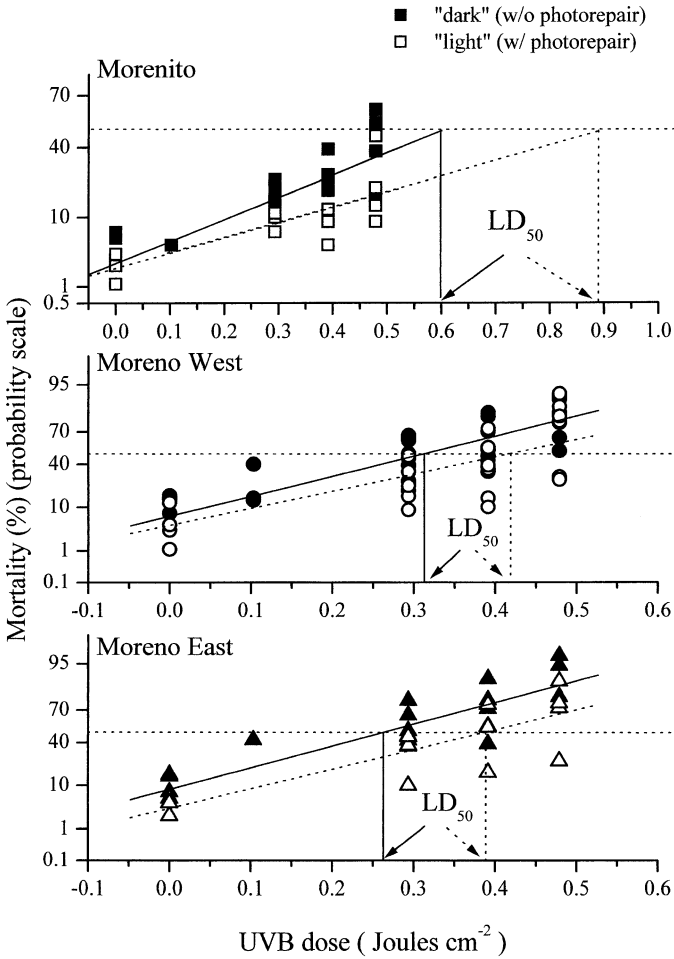 "dark" (w/o photorepair)
"light" (w/ photorepair)
Morenito
70
40
10
1
0.5
LD50
0.0 0.1 0.2 0.3 0.4 0.5 0.6 0.7 0.8 0.9 1.0
Moreno West
95
70
40
10
1
0.1
LD50
-0.1 0.0 0.1 0.2 0.3 0.4 0.5 0.6
Moreno East
95
70
40
10
1
0.1
LD50
-0.1 0.0 0.1 0.2 0.3 0.4 0.5 0.6
Mortality (%) (probability scale)
UVB dose ( Joules cm-2 )